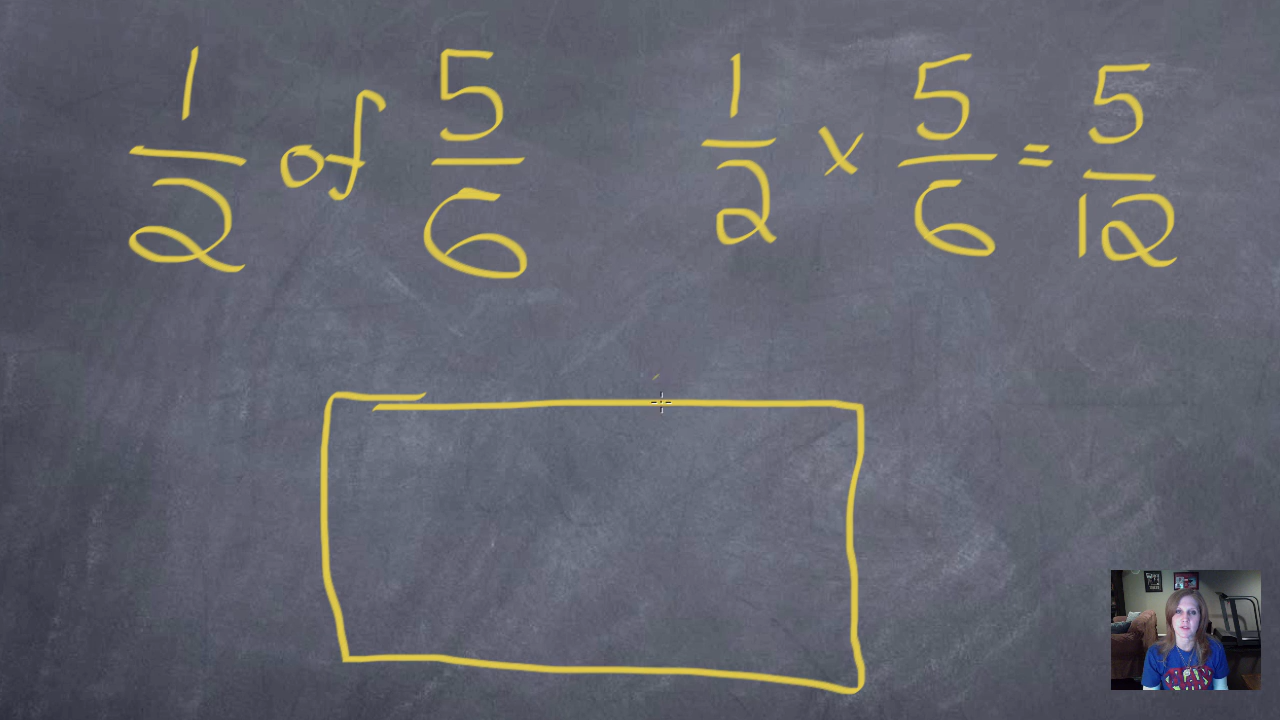 1/2 of 5/6
1/2 x 5/6 = 5/12